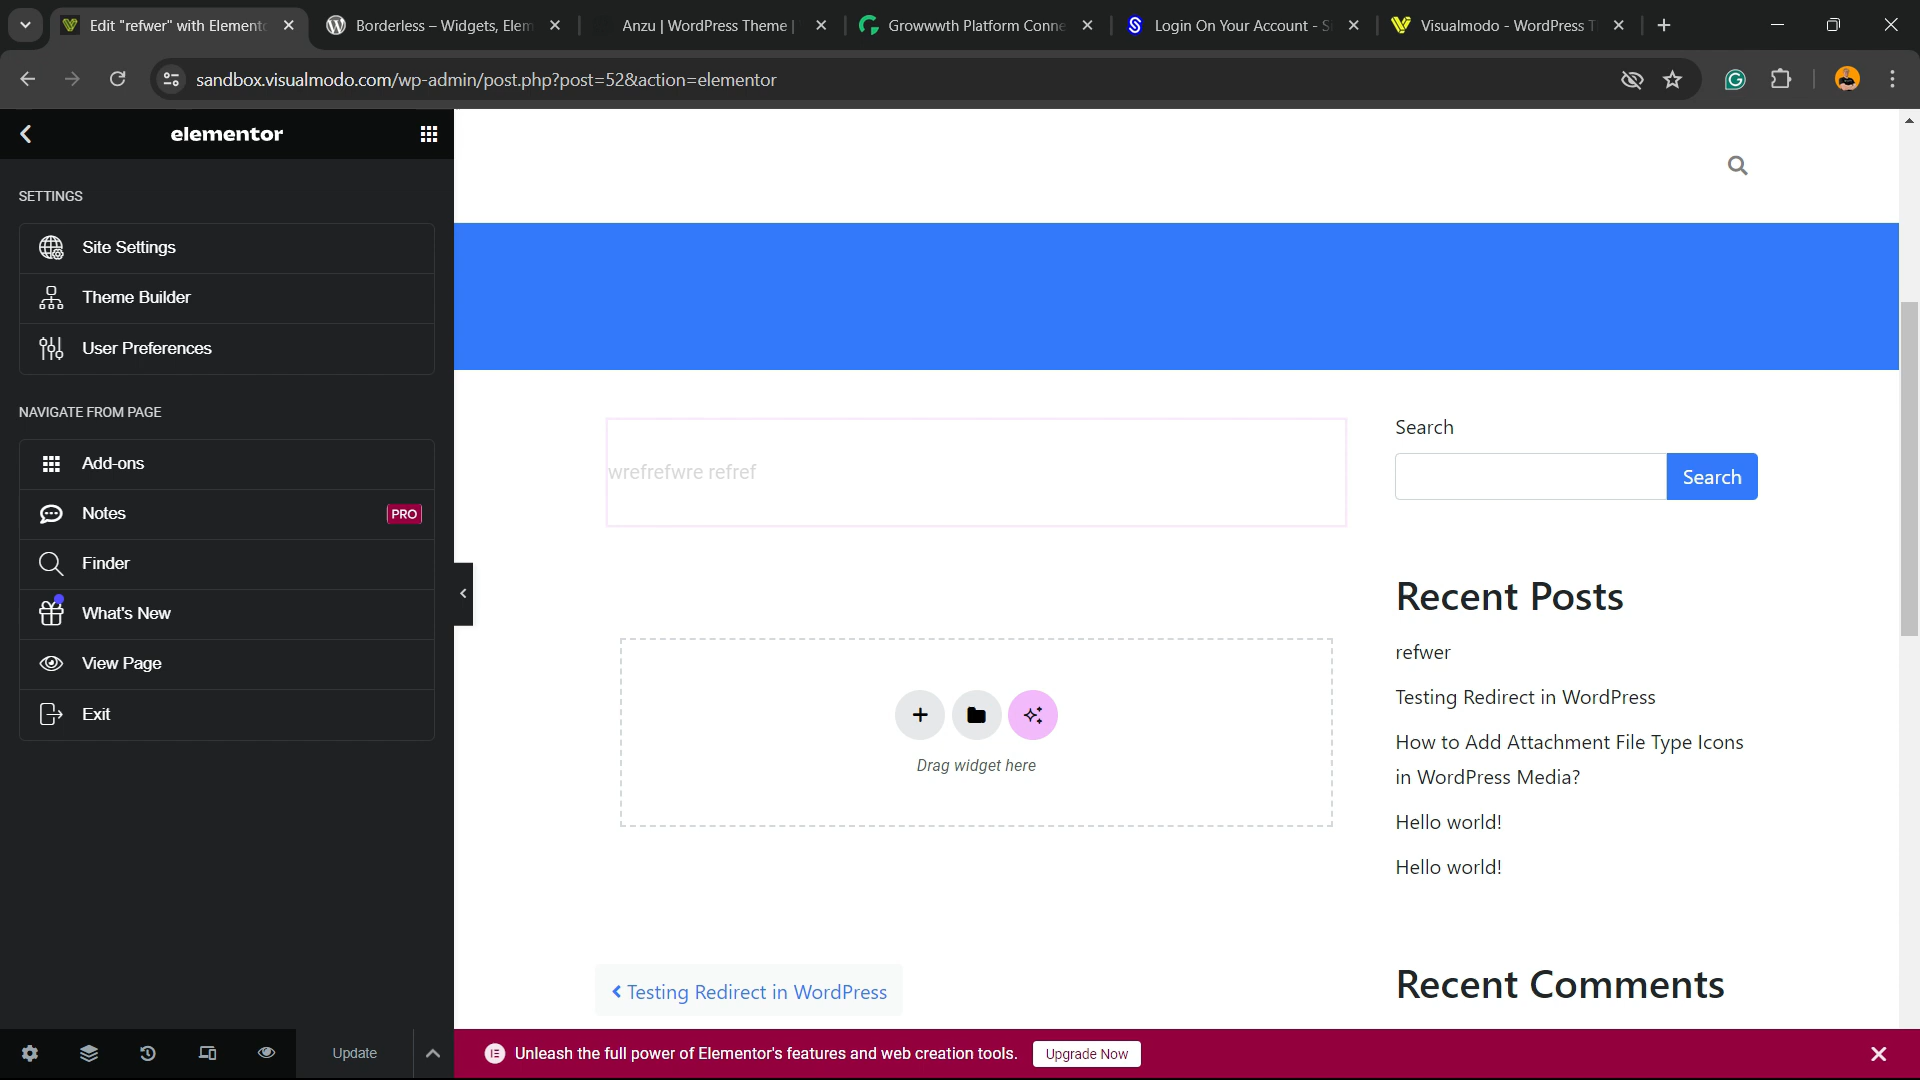 Edit "refwer" with Elemento
Borderless – Widgets, Elem
Anzu | WordPress Theme |
Growwwth Platform Conne
Login On Your Account - S
Visualmodo - WordPress T
sandbox.visualmodo.com/wp-admin/post.php?post=52&action=elementor
elementor
SETTINGS
Site Settings
Theme Builder
User Preferences
NAVIGATE FROM PAGE
Add-ons
Notes PRO
Finder
What's New
View Page
Exit
Update
wrefrefwre refref
Drag widget here
Testing Redirect in WordPress
Search
Search
Recent Posts
refwer
Testing Redirect in WordPress
How to Add Attachment File Type Icons
in WordPress Media?
Hello world!
Hello world!
Recent Comments
Unleash the full power of Elementor's features and web creation tools. Upgrade Now